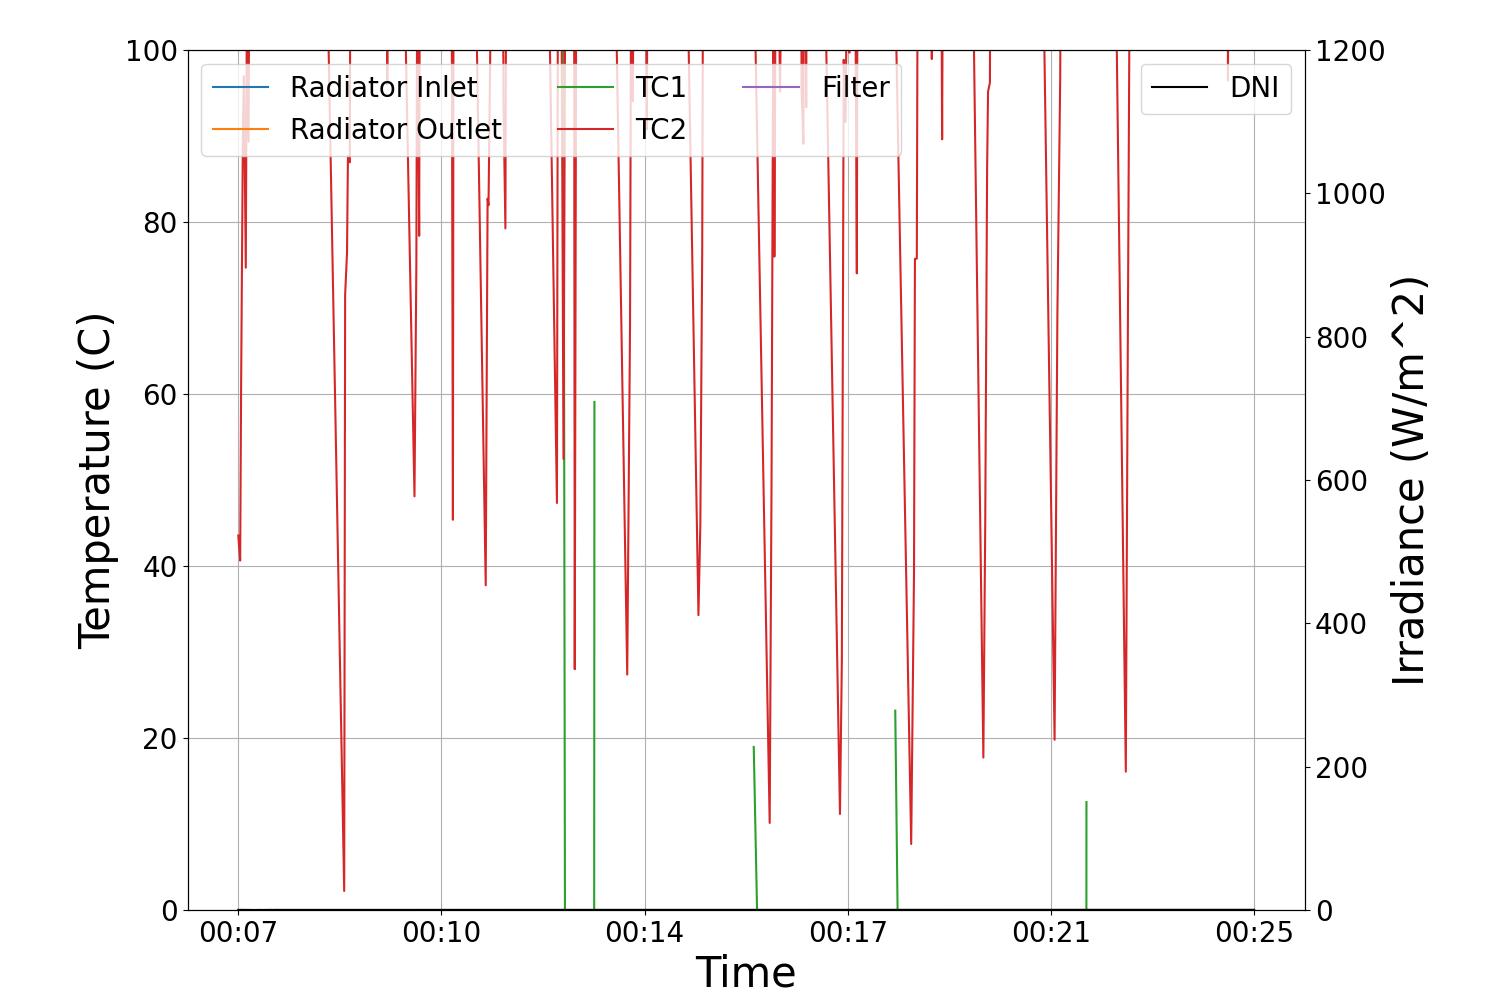 100
80
60
40
20
0
Temperature (C)
Radiator Inlet
Radiator Outlet
TC1
TC2
Filter
DNI
1200
1000
800
600
400
200
0
Irradiance (W/m^2)
00:07 00:10 00:14 00:17 00:21 00:25
Time